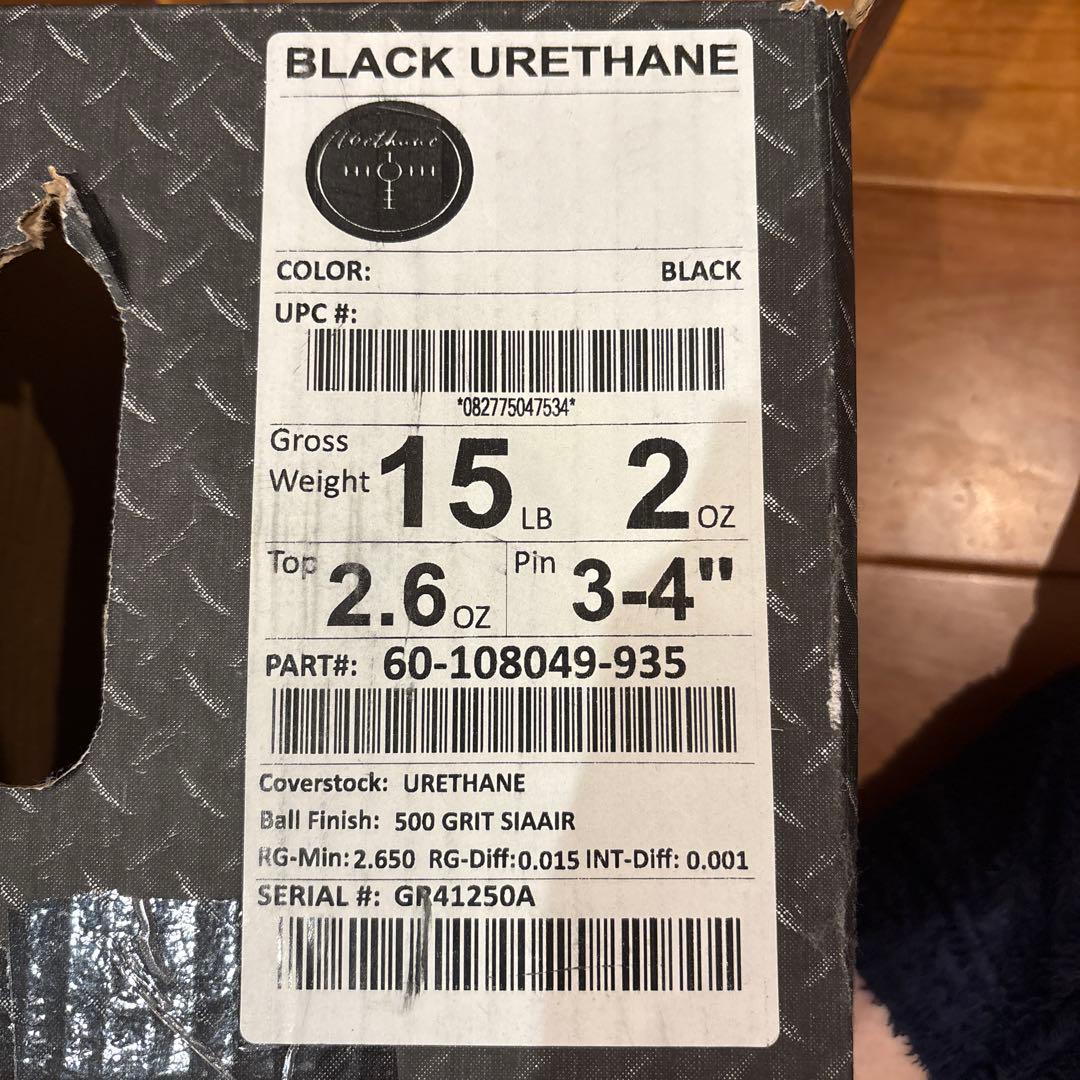 BLACK URETHANE
Urethane
COLOR: BLACK
UPC #:
*082775047534*
Gross Weight 15 LB 2 OZ
Top 2.6 OZ Pin 3-4"
PART#: 60-108049-935
Coverstock: URETHANE
Ball Finish: 500 GRIT SIAAIR
RG-Min: 2.650 RG-Diff: 0.015 INT-Diff: 0.001
SERIAL #: GR41250A